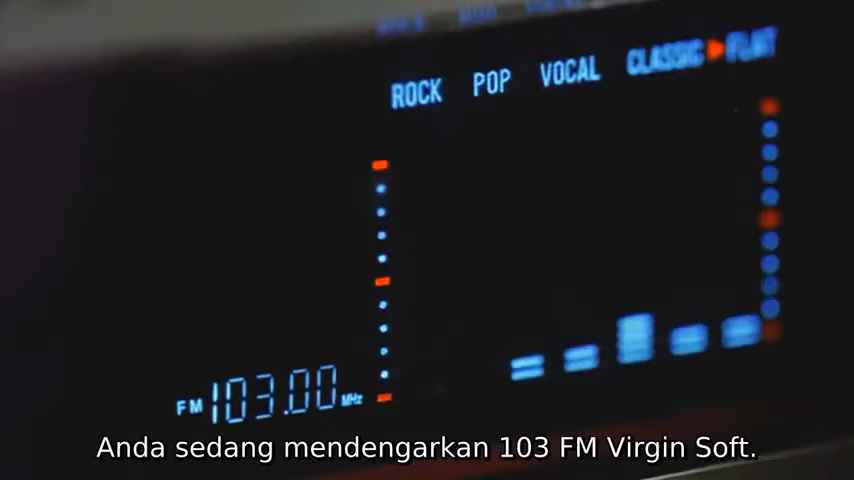 ROCK POP VOCAL CLASSIC FLAT
FM 103.00 MHz
Anda sedang mendengarkan 103 FM Virgin Soft.